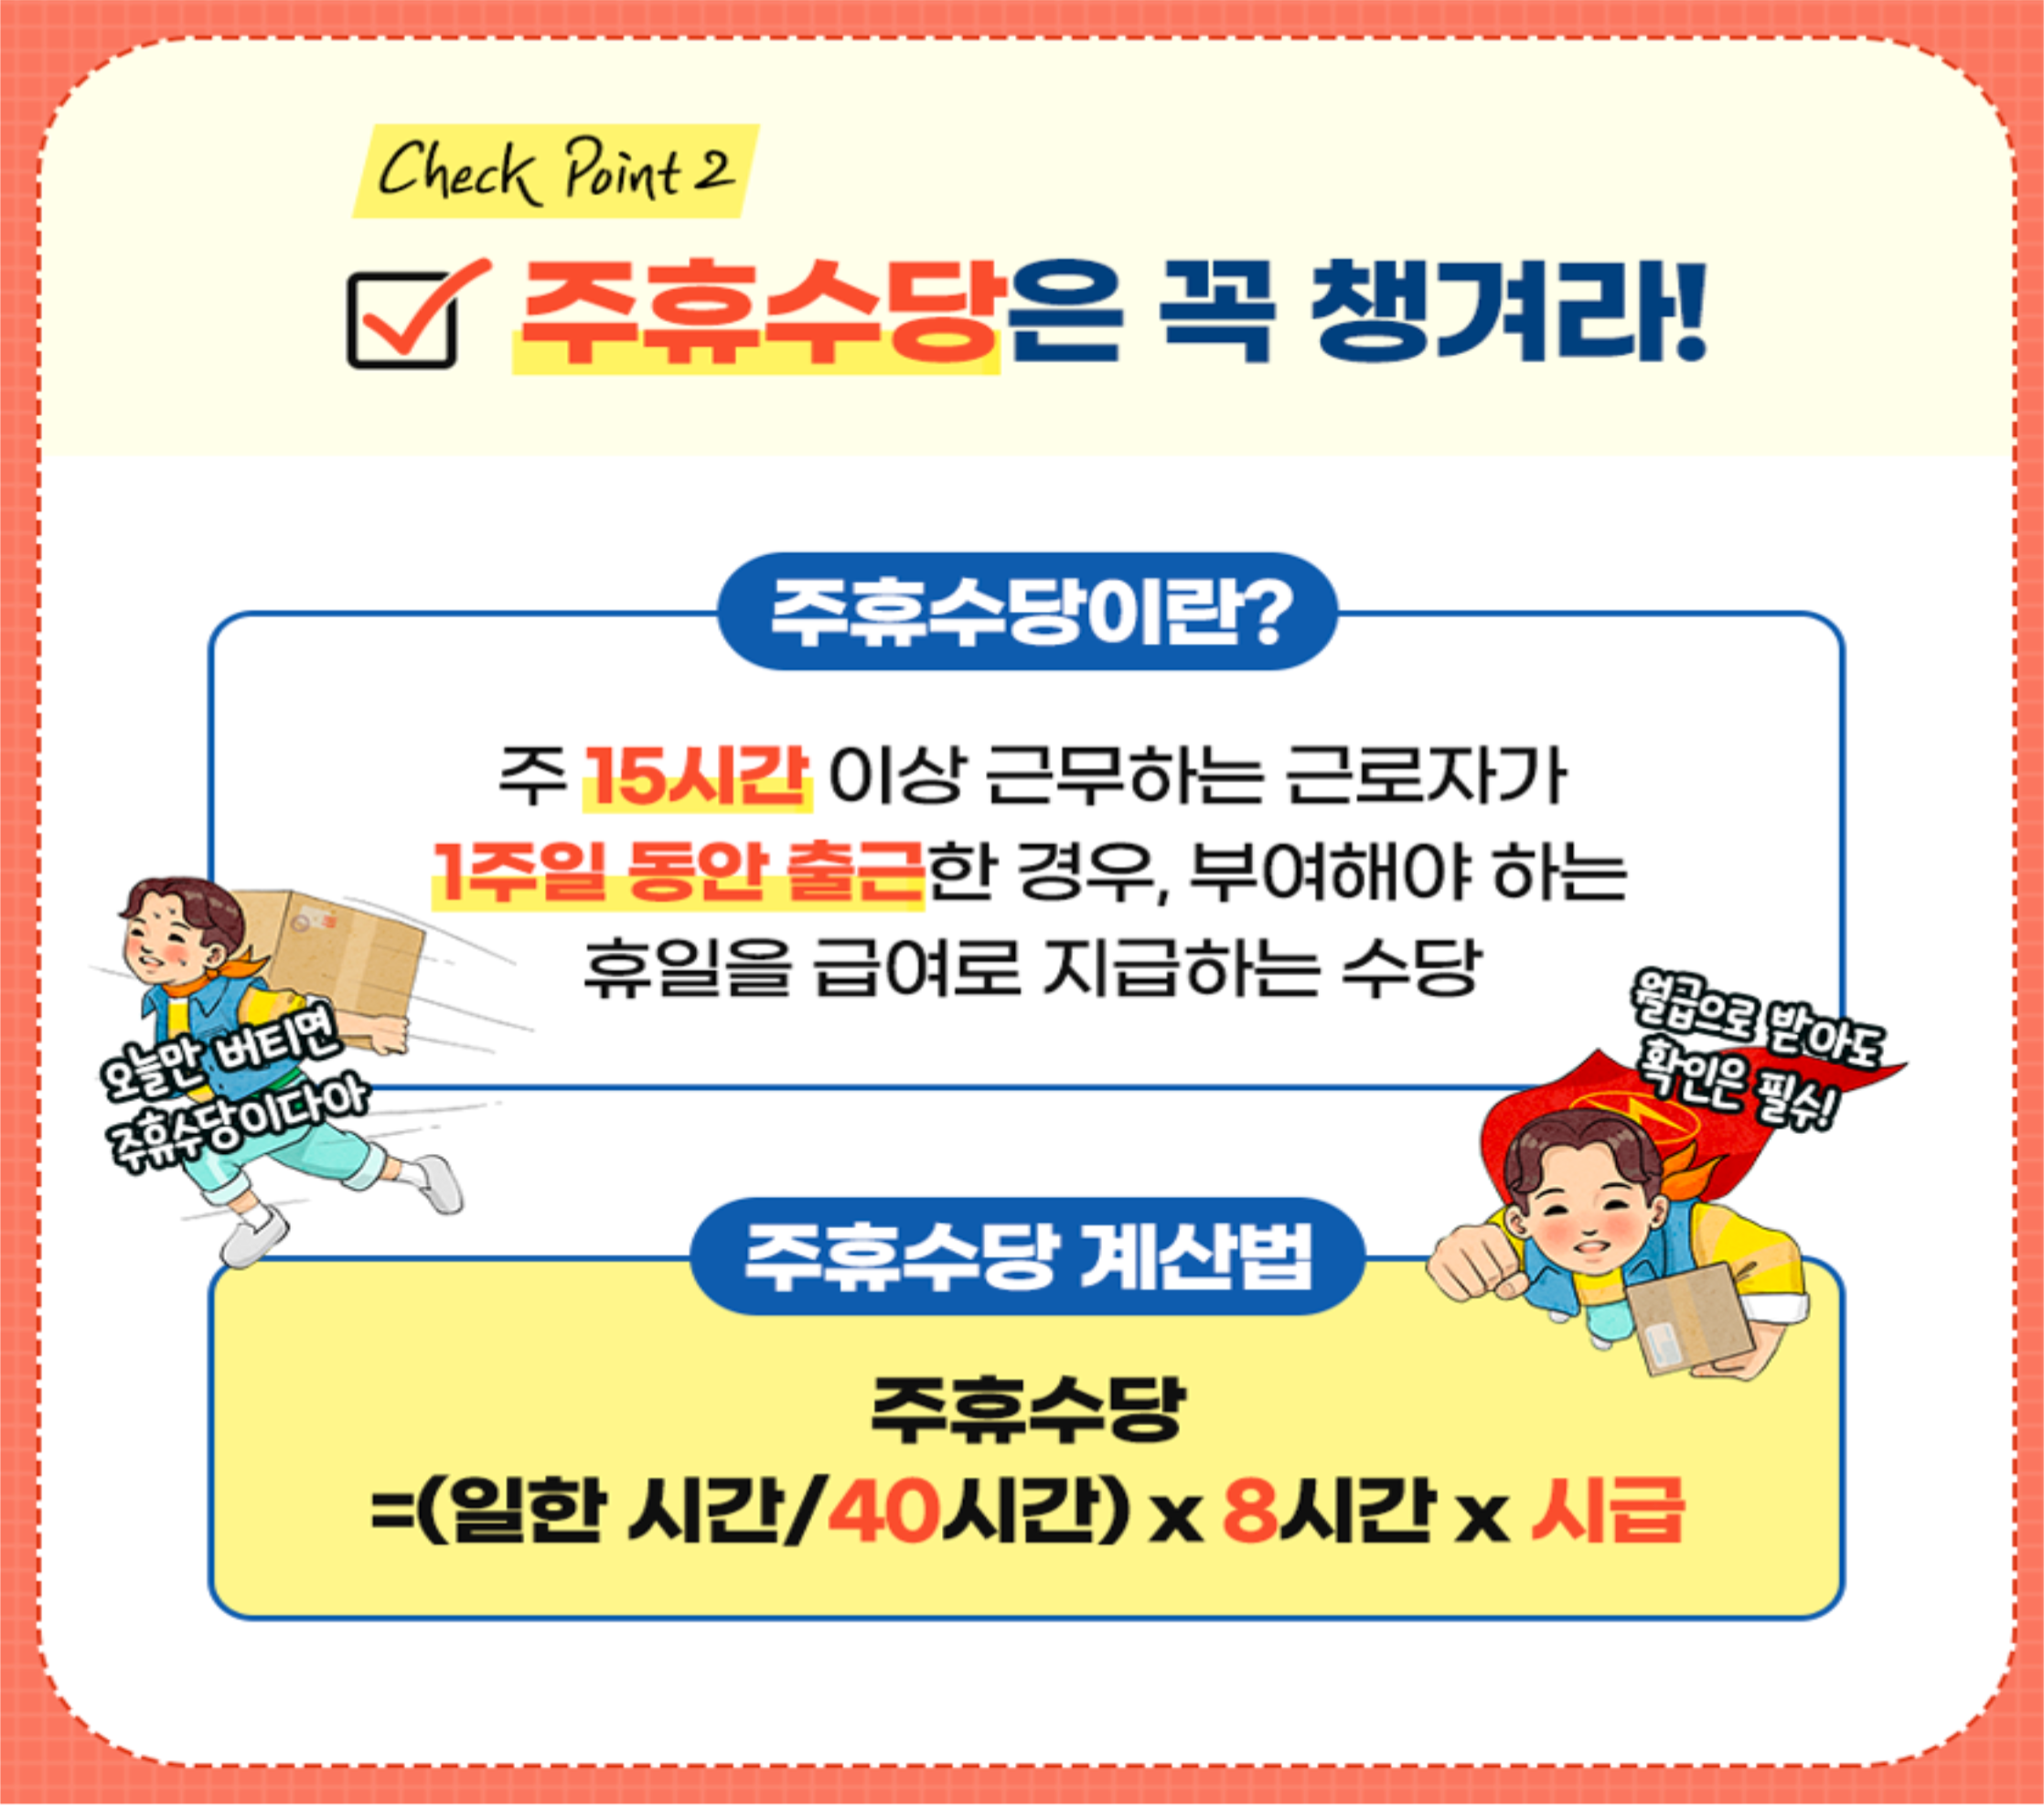 Check Point 2
주휴수당은 꼭 챙겨라!
주휴수당이란?
주 15시간 이상 근무하는 근로자가
1주일 동안 출근한 경우, 부여해야 하는
휴일을 급여로 지급하는 수당
오늘만 버티면
주휴수당이다아
월급으로 받아도
확인은 필수!
주휴수당 계산법
주휴수당
=(일한 시간/40시간) x 8시간 x 시급